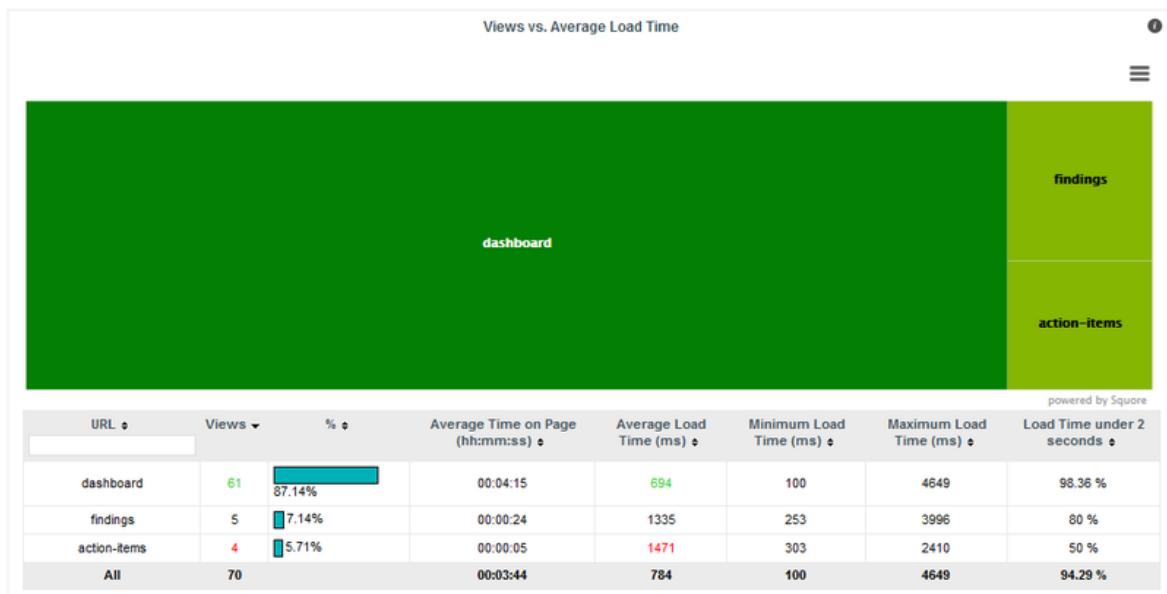 Views vs. Average Load Time
dashboard
findings
action-items
powered by Squore
URL Views % Average Time on Page (hh:mm:ss) Average Load Time (ms) Minimum Load Time (ms) Maximum Load Time (ms) Load Time under 2 seconds
dashboard 61 87.14% 00:04:15 694 100 4649 98.36 %
findings 5 7.14% 00:00:24 1335 253 3996 80 %
action-items 4 5.71% 00:00:05 1471 303 2410 50 %
All 70 00:03:44 784 100 4649 94.29 %